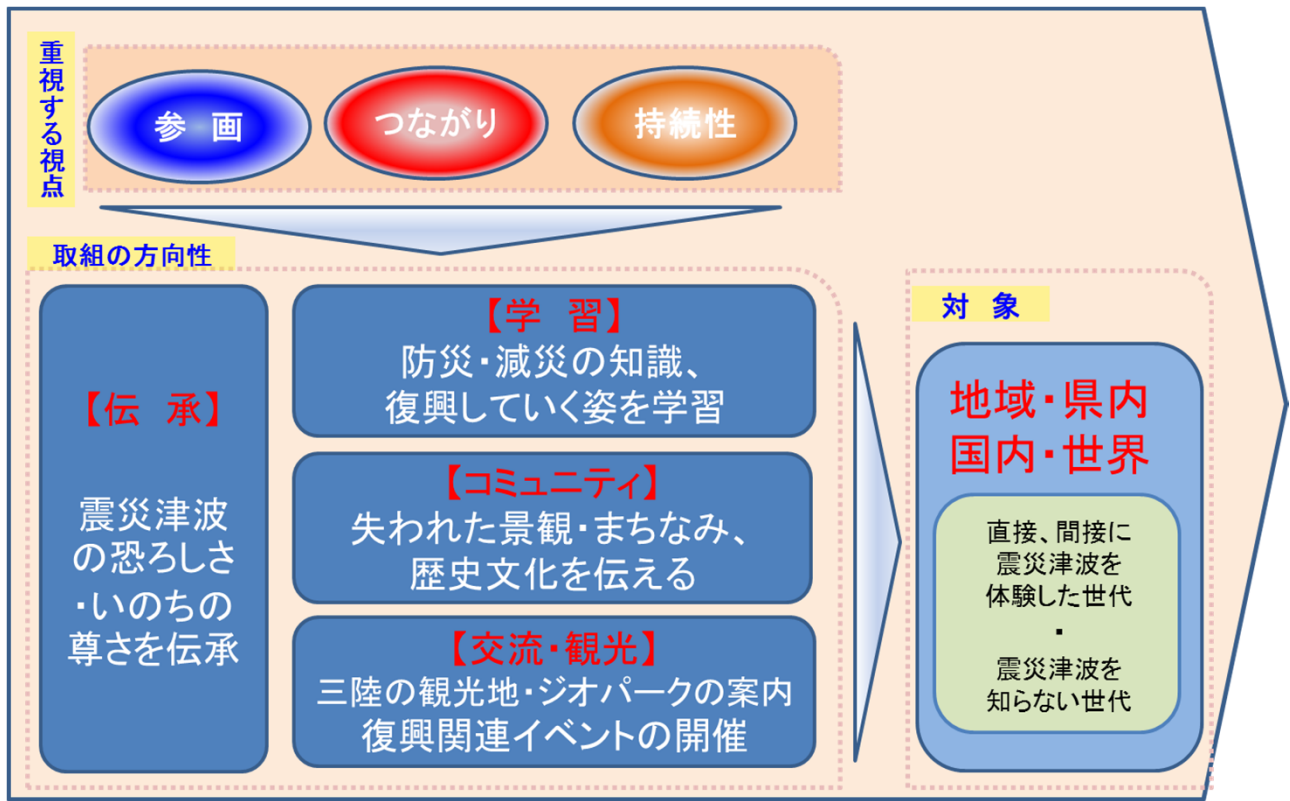 重視する視点
参　画
つながり
持続性
取組の方向性
【伝　承】
震災津波
の恐ろしさ
・いのちの
尊さを伝承
【学　習】
防災・減災の知識、
復興していく姿を学習
【コミュニティ】
失われた景観・まちなみ、
歴史文化を伝える
【交流・観光】
三陸の観光地・ジオパークの案内
復興関連イベントの開催
対　象
地域・県内
国内・世界
直接、間接に
震災津波を
体験した世代
・
震災津波を
知らない世代